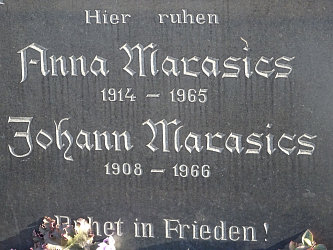 Hier ruhen
Anna Marasics
1914 – 1965
Johann Marasics
1908 – 1966
Ruhet in Frieden!